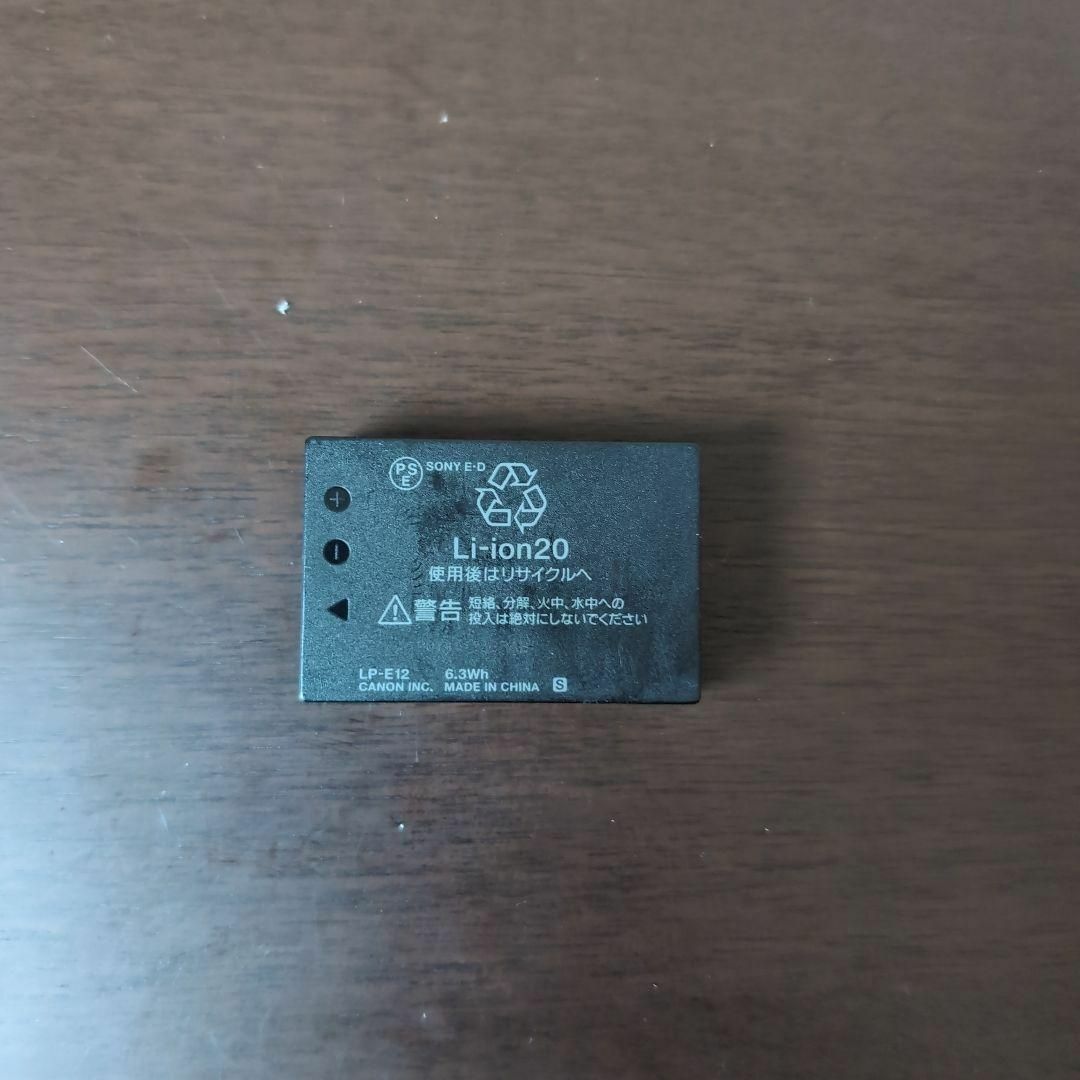 PSE SONY E·D
Li-ion20
使用後はリサイクルへ
警告 短絡、分解、火中、水中への
投入は絶対にしないでください
LP-E12 6.3Wh
CANON INC. MADE IN CHINA S